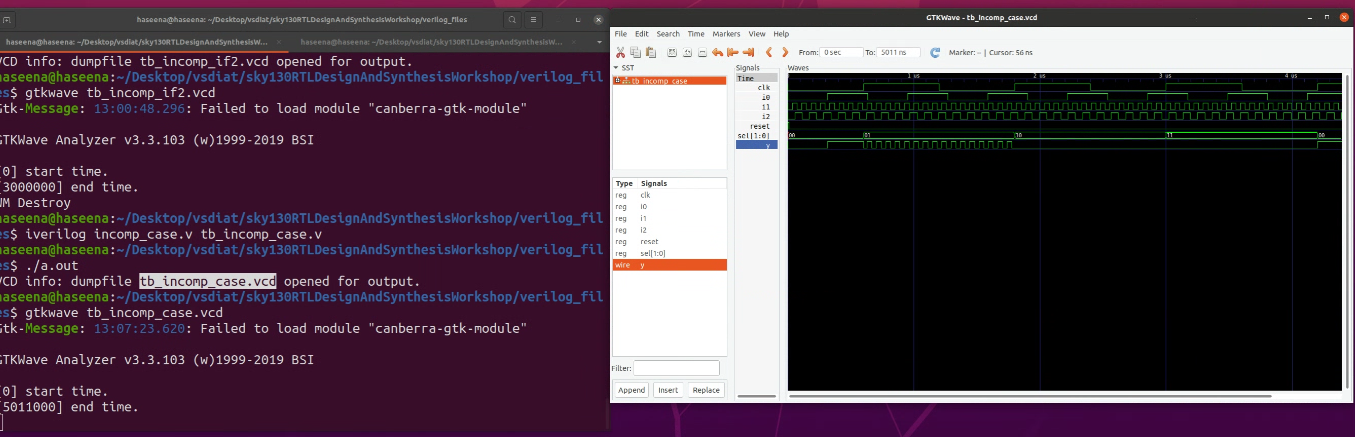 haseena@haseena: ~/Desktop/vsdiat/sky130RTLDesignAndSynthesisWorkshop/verilog_files
haseena@haseena: ~/Desktop/vsdiat/sky130RTLDesignAndSynthesisW...
haseena@haseena: ~/Desktop/vsdiat/sky130RTLDesignAndSynthesisW...
VCD info: dumpfile tb_incomp_if2.vcd opened for output.
haseena@haseena:~/Desktop/vsdiat/sky130RTLDesignAndSynthesisWorkshop/verilog_fil
es$ gtkwave tb_incomp_if2.vcd
Gtk-Message: 13:00:48.296: Failed to load module "canberra-gtk-module"
GTKWave Analyzer v3.3.103 (w)1999-2019 BSI
[0] start time.
[3000000] end time.
WM Destroy
haseena@haseena:~/Desktop/vsdiat/sky130RTLDesignAndSynthesisWorkshop/verilog_fil
es$ iverilog incomp_case.v tb_incomp_case.v
haseena@haseena:~/Desktop/vsdiat/sky130RTLDesignAndSynthesisWorkshop/verilog_fil
es$ ./a.out
VCD info: dumpfile tb_incomp_case.vcd opened for output.
haseena@haseena:~/Desktop/vsdiat/sky130RTLDesignAndSynthesisWorkshop/verilog_fil
es$ gtkwave tb_incomp_case.vcd
Gtk-Message: 13:07:23.620: Failed to load module "canberra-gtk-module"
GTKWave Analyzer v3.3.103 (w)1999-2019 BSI
[0] start time.
[5011000] end time.
GTKWave - tb_incomp_case.vcd
File Edit Search Time Markers View Help
From: 0 sec To: 5011 ns Marker: -- | Cursor: 56 ns
SST
tb_incomp_case
Type Signals
reg clk
reg i0
reg i1
reg i2
reg reset
reg sel[1:0]
wire y
Filter:
Append Insert Replace
Signals
Time
clk
i0
i1
i2
reset
sel[1:0]
y
Waves
1 us 2 us 3 us 4 us
00 01 10 11 00